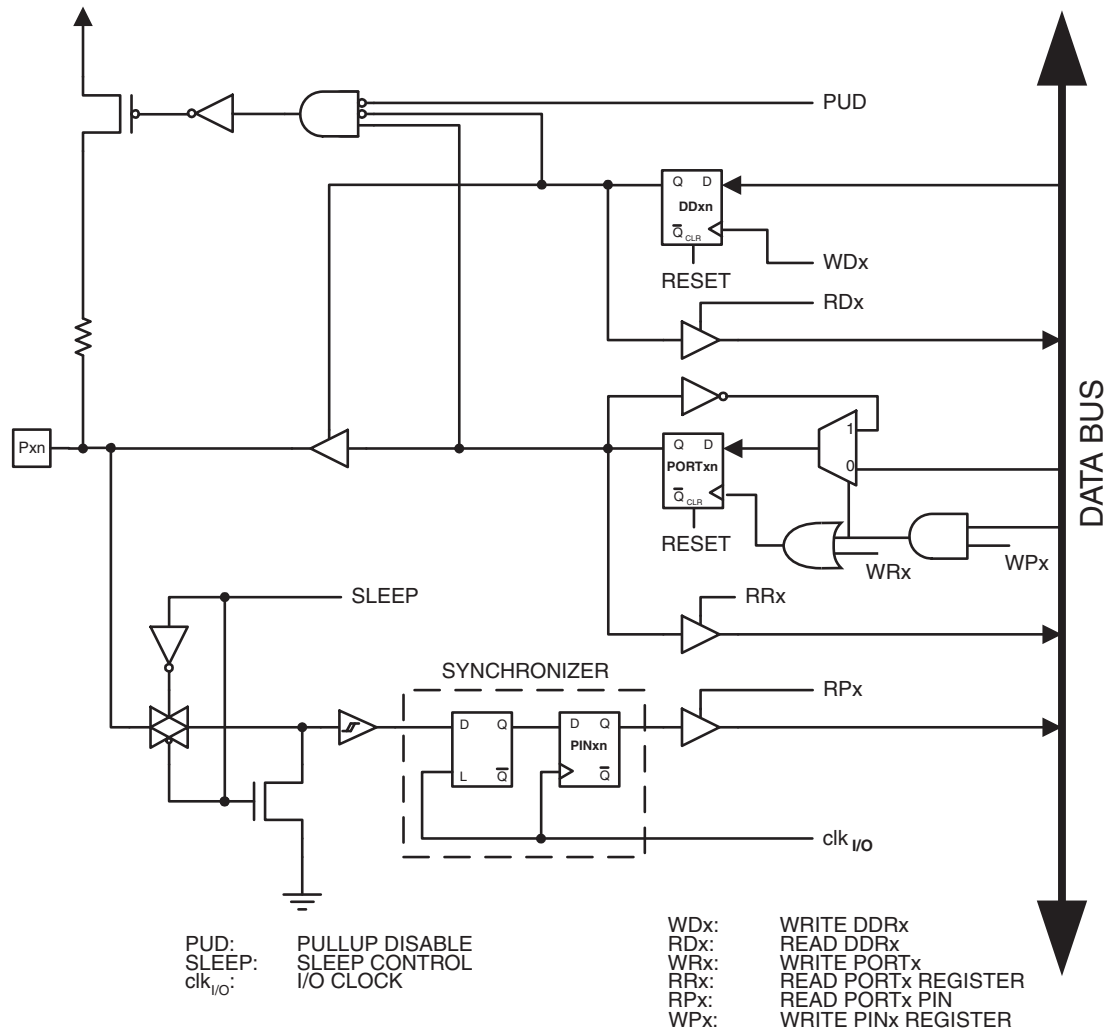 PUD
Q D
DDxn
Q CLR
WDx
RESET
RDx
1
Pxn
Q D
0
PORTxn
Q CLR
RESET
WRx
WPx
DATA BUS
SLEEP
RRx
SYNCHRONIZER
RPx
D Q
D Q
PINxn
L Q
Q
clk I/O
PUD: PULLUP DISABLE
SLEEP: SLEEP CONTROL
clkI/O: I/O CLOCK
WDx: WRITE DDRx
RDx: READ DDRx
WRx: WRITE PORTx
RRx: READ PORTx REGISTER
RPx: READ PORTx PIN
WPx: WRITE PINx REGISTER